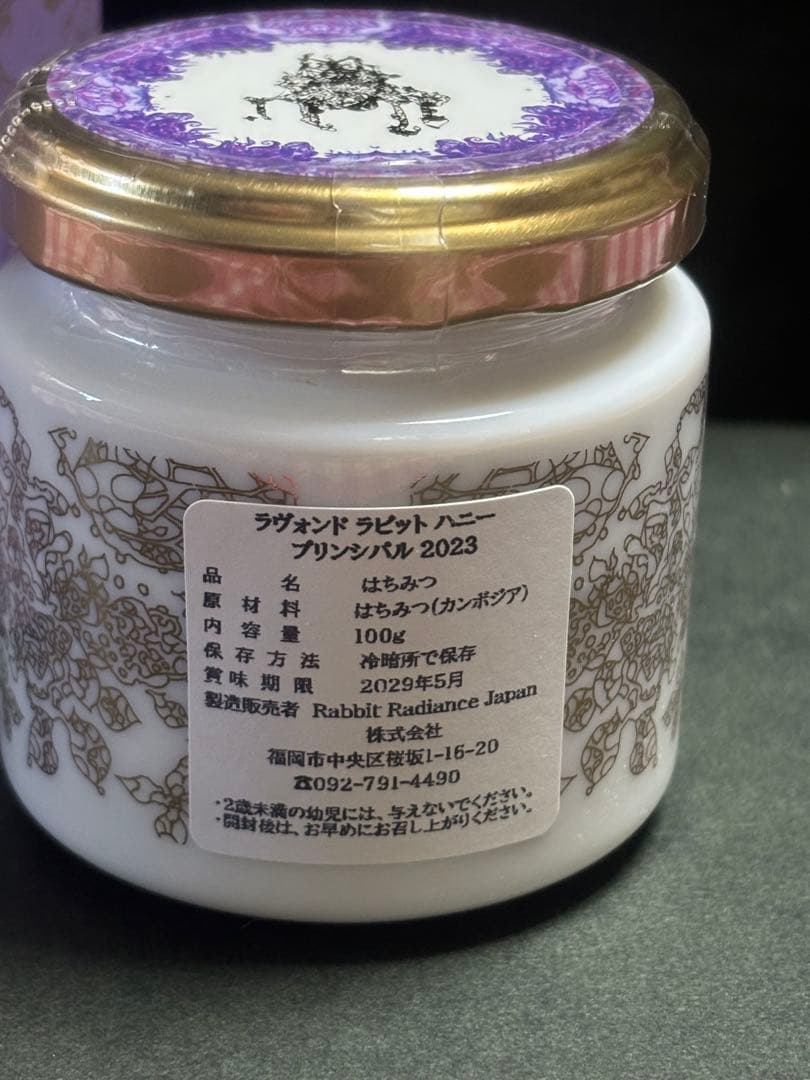 ラヴォンド ラビット ハニー
プリンシパル 2023
品名 はちみつ
原材料 はちみつ(カンボジア)
内容量 100g
保存方法 冷暗所で保存
賞味期限 2029年5月
製造販売者 Rabbit Radiance Japan
株式会社
福岡市中央区桜坂1-16-20
☎092-791-4490
・2歳未満の幼児には、与えないでください。
・開封後は、お早めにお召し上がりください。